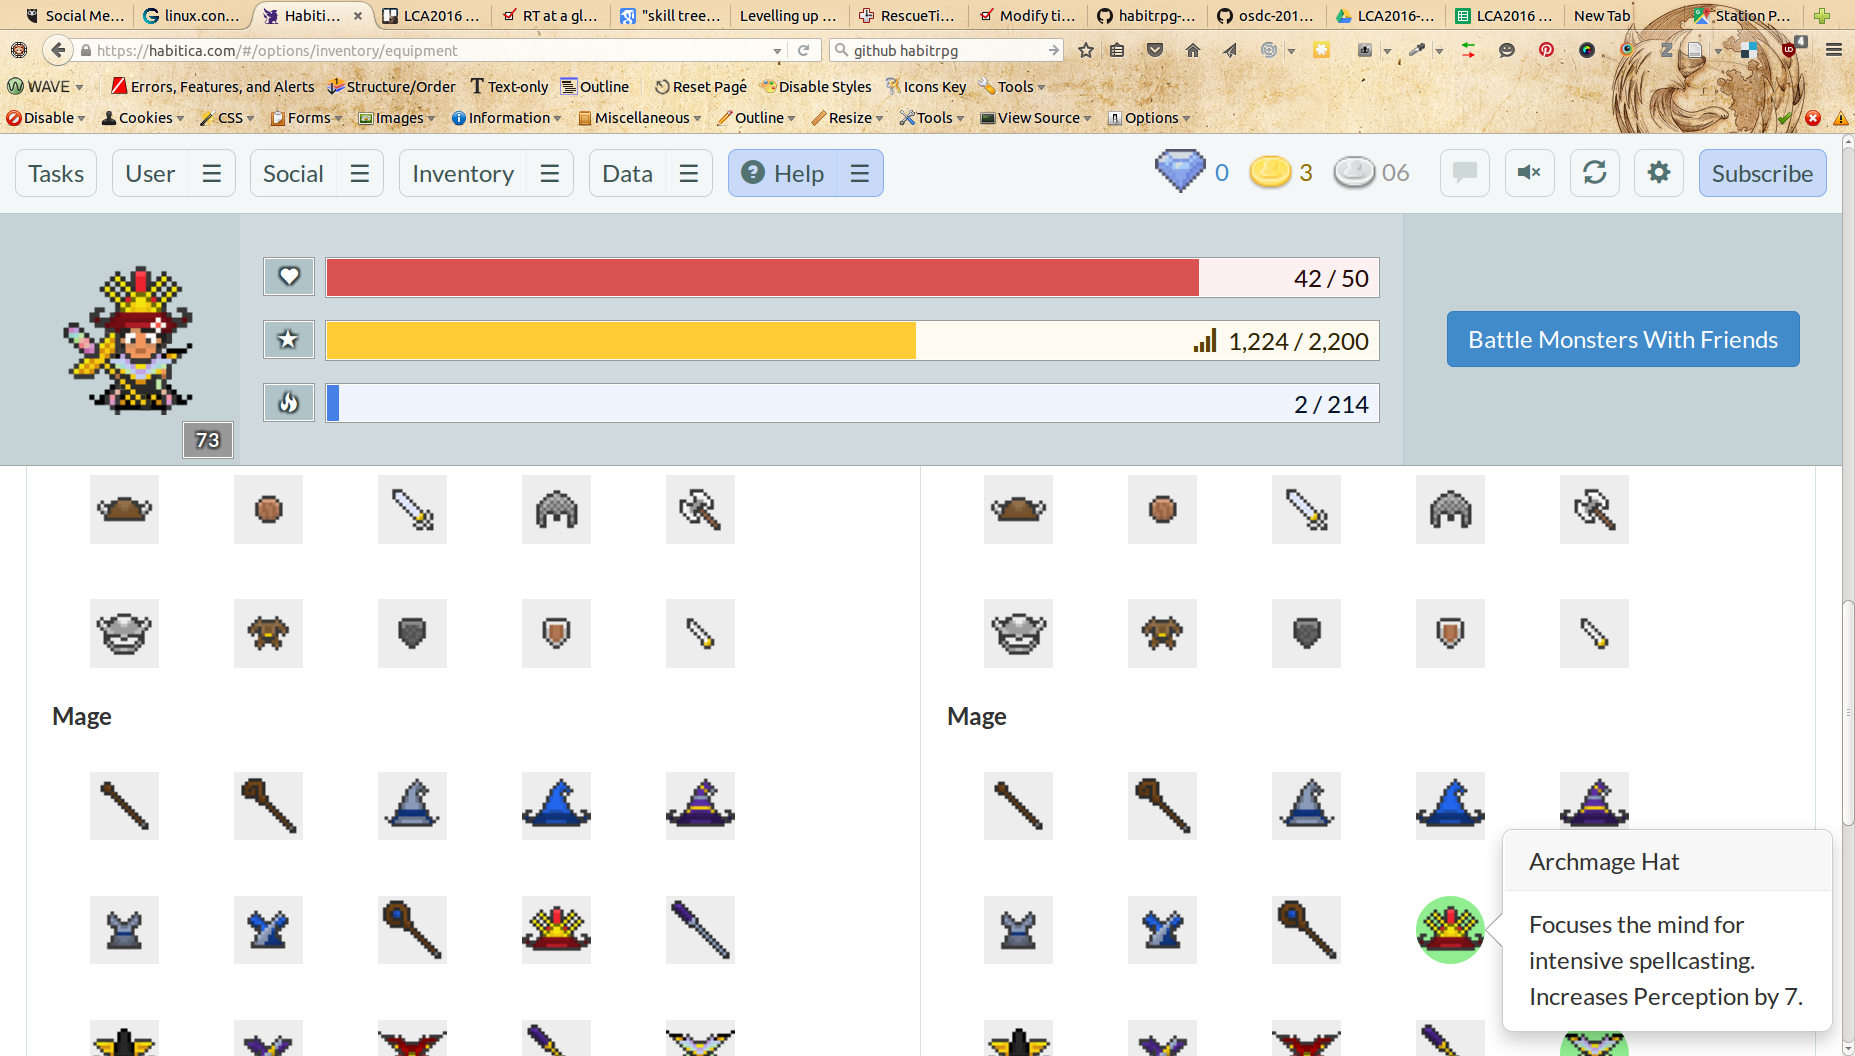 Social Me... linux.con... Habiti... LCA2016 ... RT at a gl... "skill tree... Levelling up ... RescueTi... Modify ti... habitrpg-... osdc-201... LCA2016-... LCA2016 ... New Tab Station P...
https://habitica.com/#/options/inventory/equipment github habitrpg 4
WAVE Errors, Features, and Alerts Structure/Order Text-only Outline Reset Page Disable Styles Icons Key Tools
Disable Cookies CSS Forms Images Information Miscellaneous Outline Resize Tools View Source Options
Tasks User Social Inventory Data Help 0 3 06 Subscribe
42 / 50
1,224 / 2,200
Battle Monsters With Friends
2 / 214
73
Mage Mage
Archmage Hat
Focuses the mind for
intensive spellcasting.
Increases Perception by 7.